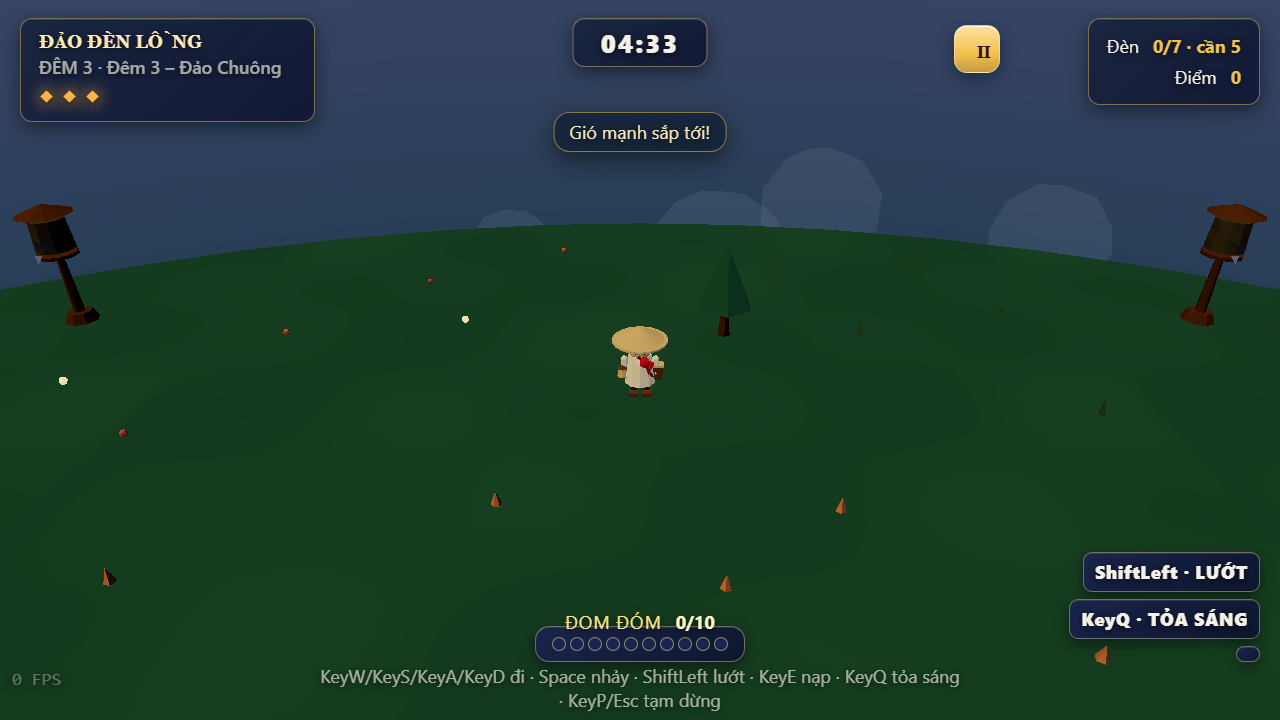 ĐẢO ĐÈN LỒNG
ĐÊM 3 · Đêm 3 – Đảo Chuông
04:33
II
Đèn 0/7 · cần 5
Điểm 0
Gió mạnh sắp tới!
ShiftLeft · LƯỚT
KeyQ · TỎA SÁNG
ĐOM ĐÓM 0/10
0 FPS
KeyW/KeyS/KeyA/KeyD đi · Space nhảy · ShiftLeft lướt · KeyE nạp · KeyQ tỏa sáng
· KeyP/Esc tạm dừng